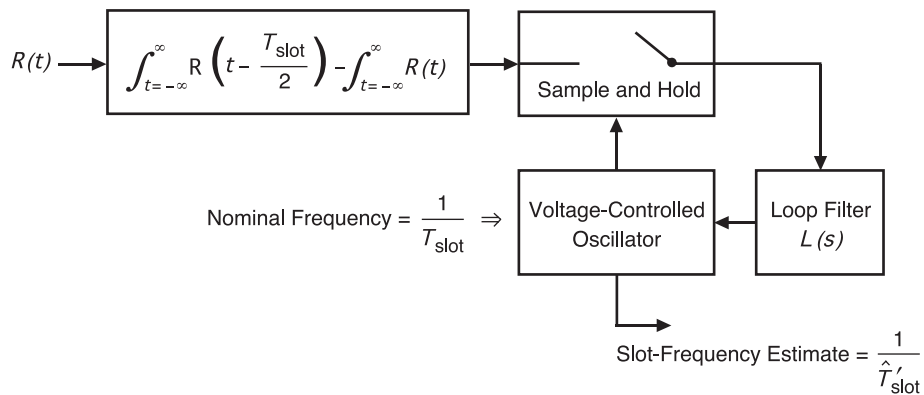 R(t)
∫_{t=-∞}^{∞} R (t - T_slot/2) - ∫_{t=-∞}^{∞} R(t)
Sample and Hold
Nominal Frequency = 1/T_slot ⇒
Voltage-Controlled
Oscillator
Loop Filter
L(s)
Slot-Frequency Estimate = 1/T̂′_slot